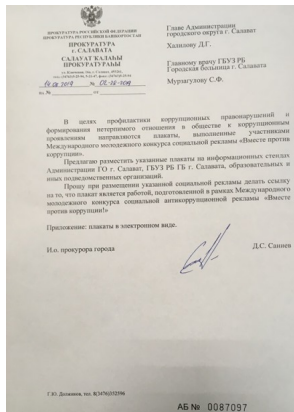 ПРОКУРАТУРА РОССИЙСКОЙ ФЕДЕРАЦИИ
ПРОКУРАТУРА РЕСПУБЛИКИ БАШКОРТОСТАН
ПРОКУРАТУРА
г. САЛАВАТА
САЛАУАТ КАЛАҺЫ
ПРОКУРАТУРАҺЫ
Главе Администрации
городского округа г. Салават
Халилову Д.Г.
Главному врачу ГБУЗ РБ
Городская больница г. Салавата
Муртагулову С.Ф.
На №
В целях профилактики коррупционных правонарушений и
формирования нетерпимого отношения в обществе к коррупционным
проявлениям направляются плакаты, выполненные участниками
Международного молодежного конкурса социальной рекламы «Вместе против
коррупции».
Предлагаю разместить указанные плакаты на информационных стендах
Администрации ГО г. Салават, ГБУЗ РБ ГБ г. Салавата, образовательных и
иных подведомственных организаций.
Прошу при размещении указанной социальной рекламы делать ссылку
на то, что плакат является работой, подготовленной в рамках Международного
молодежного конкурса социальной антикоррупционной рекламы «Вместе
против коррупции!»
Приложение: плакаты в электронном виде.
И.о. прокурора города
Д.С. Саниев
АБ № 0087097